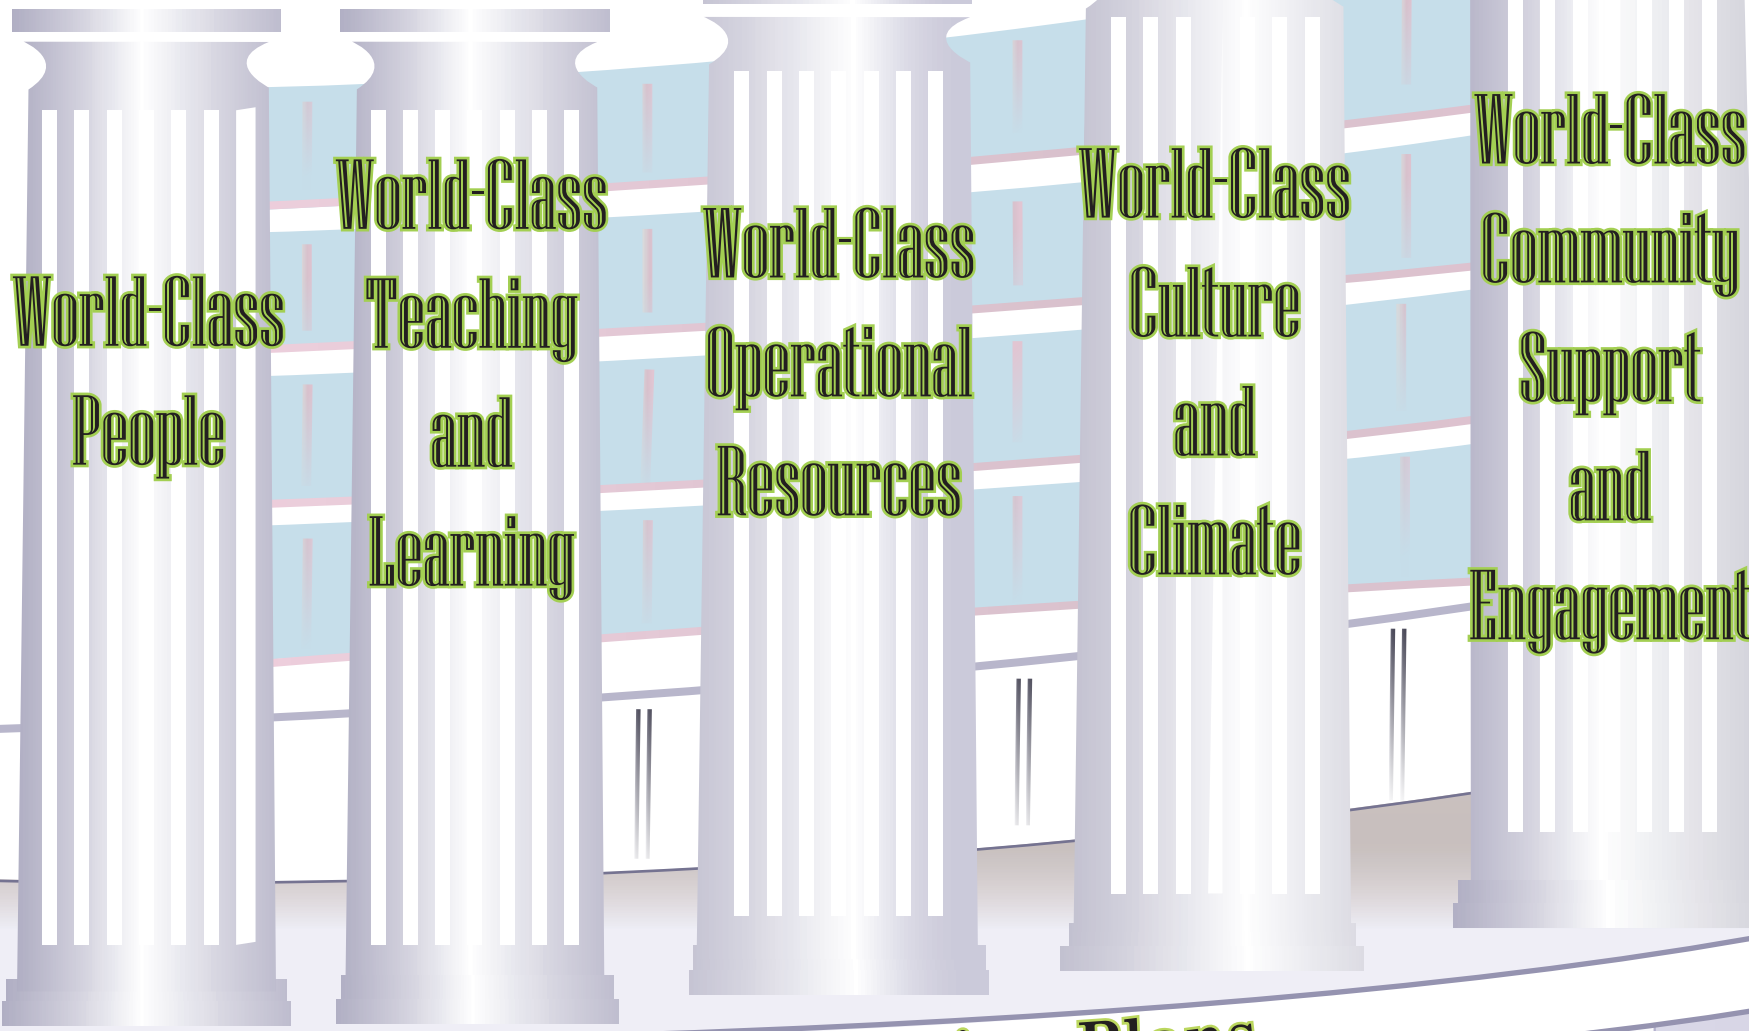 World-Class
People
World-Class
Teaching
and
Learning
World-Class
Operational
Resources
World-Class
Culture
and
Climate
World-Class
Community
Support
and
Engagement
Plans